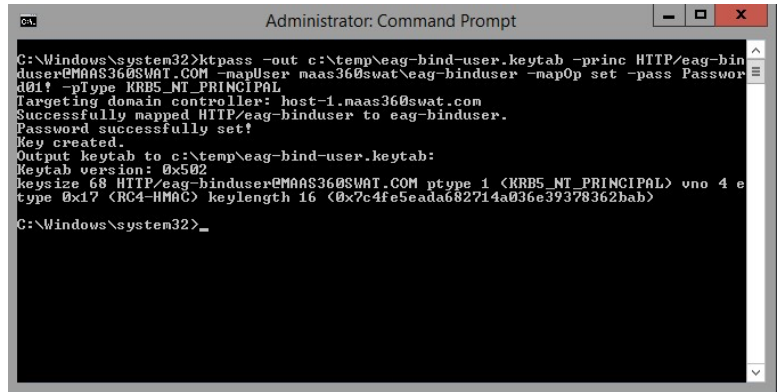 Administrator: Command Prompt
C:\Windows\system32>ktpass -out c:\temp\eag-bind-user.keytab -princ HTTP/eag-bin
duser@MAAS360SWAT.COM -mapUser maas360swat\eag-binduser -mapOp set -pass Passwor
d01! -pType KRB5_NT_PRINCIPAL
Targeting domain controller: host-1.maas360swat.com
Successfully mapped HTTP/eag-binduser to eag-binduser.
Password successfully set!
Key created.
Output keytab to c:\temp\eag-bind-user.keytab:
Keytab version: 0x502
keysize 68 HTTP/eag-binduser@MAAS360SWAT.COM ptype 1 (KRB5_NT_PRINCIPAL) vno 4 e
type 0x17 (RC4-HMAC) keylength 16 (0x7c4fe5eada682714a036e39378362bab)
C:\Windows\system32>_